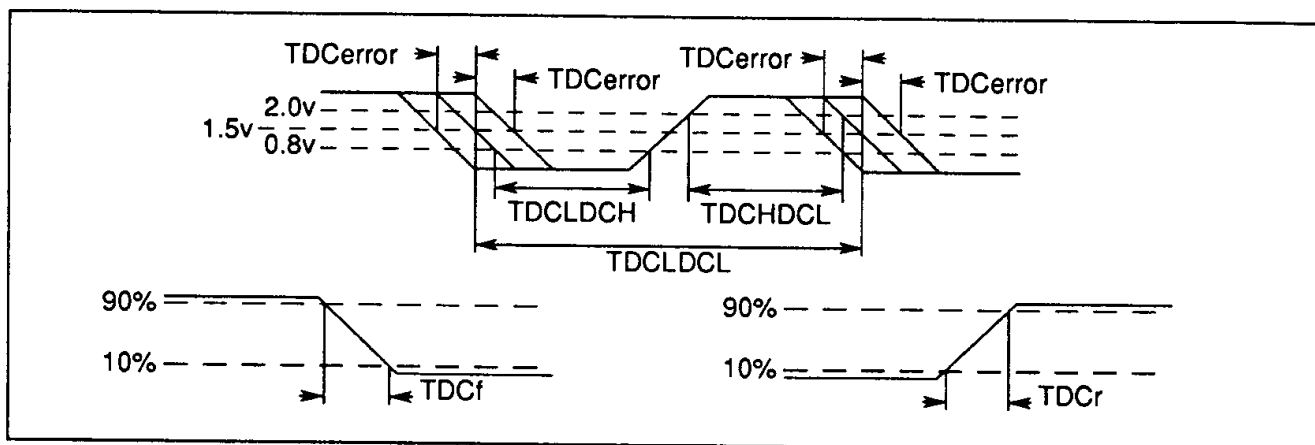 TDCerror
TDCerror
TDCerror
TDCerror
2.0v
1.5v
0.8v
TDCLDCH
TDCHDCL
TDCLDCL
90%
10%
TDCf
90%
10%
TDCr